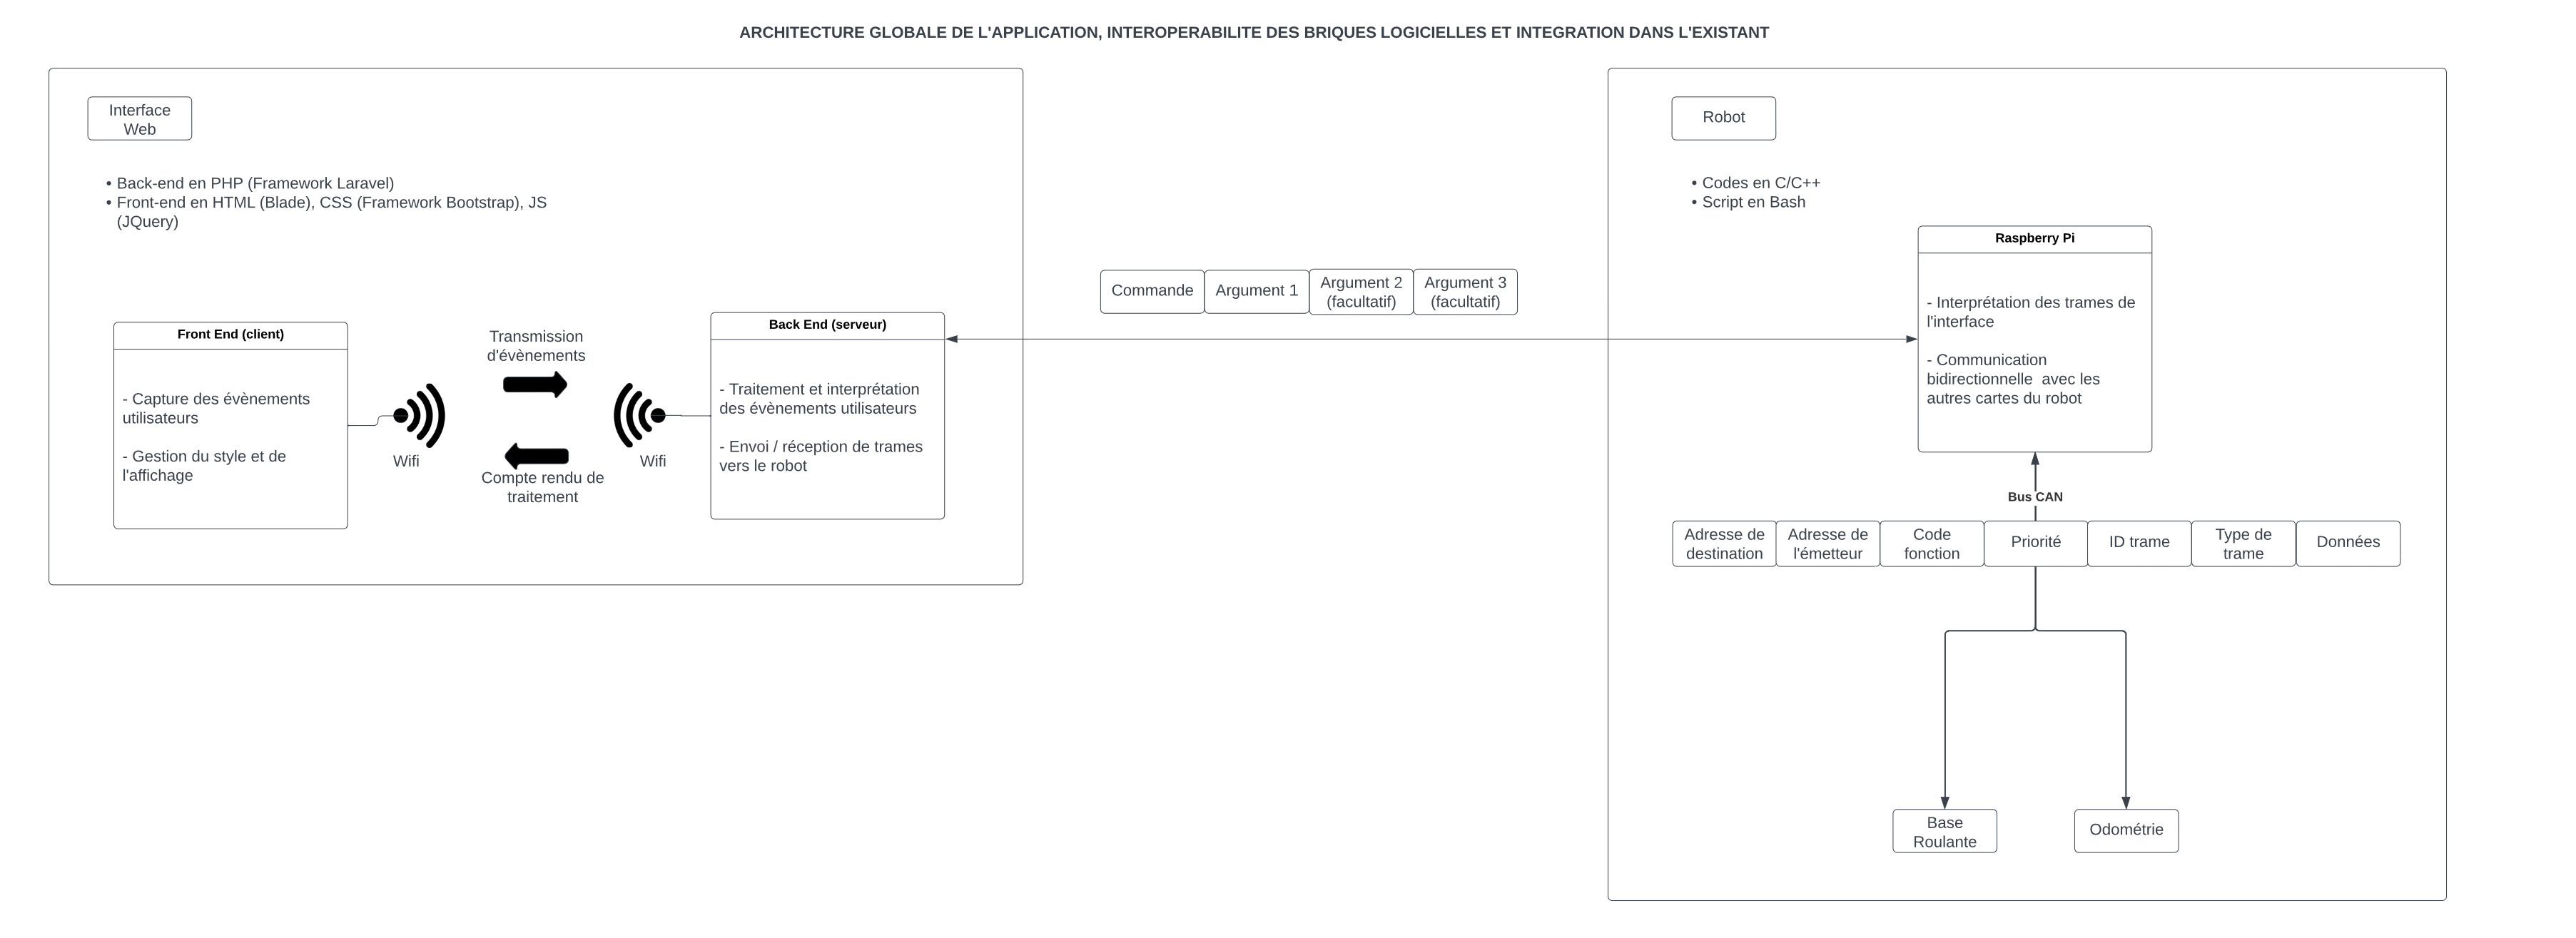 ARCHITECTURE GLOBALE DE L'APPLICATION, INTEROPERABILITE DES BRIQUES LOGICIELLES ET INTEGRATION DANS L'EXISTANT
Interface
Web
• Back-end en PHP (Framework Laravel)
• Front-end en HTML (Blade), CSS (Framework Bootstrap), JS
(JQuery)
Front End (client)
- Capture des évènements
utilisateurs
- Gestion du style et de
l'affichage
Wifi
Transmission
d'évènements
Compte rendu de
traitement
Wifi
Back End (serveur)
- Traitement et interprétation
des évènements utilisateurs
- Envoi / réception de trames
vers le robot
Commande
Argument 1
Argument 2
(facultatif)
Argument 3
(facultatif)
Robot
• Codes en C/C++
• Script en Bash
Raspberry Pi
- Interprétation des trames de
l'interface
- Communication
bidirectionnelle  avec les
autres cartes du robot
Bus CAN
Adresse de
destination
Adresse de
l'émetteur
Code
fonction
Priorité
ID trame
Type de
trame
Données
Base
Roulante
Odométrie